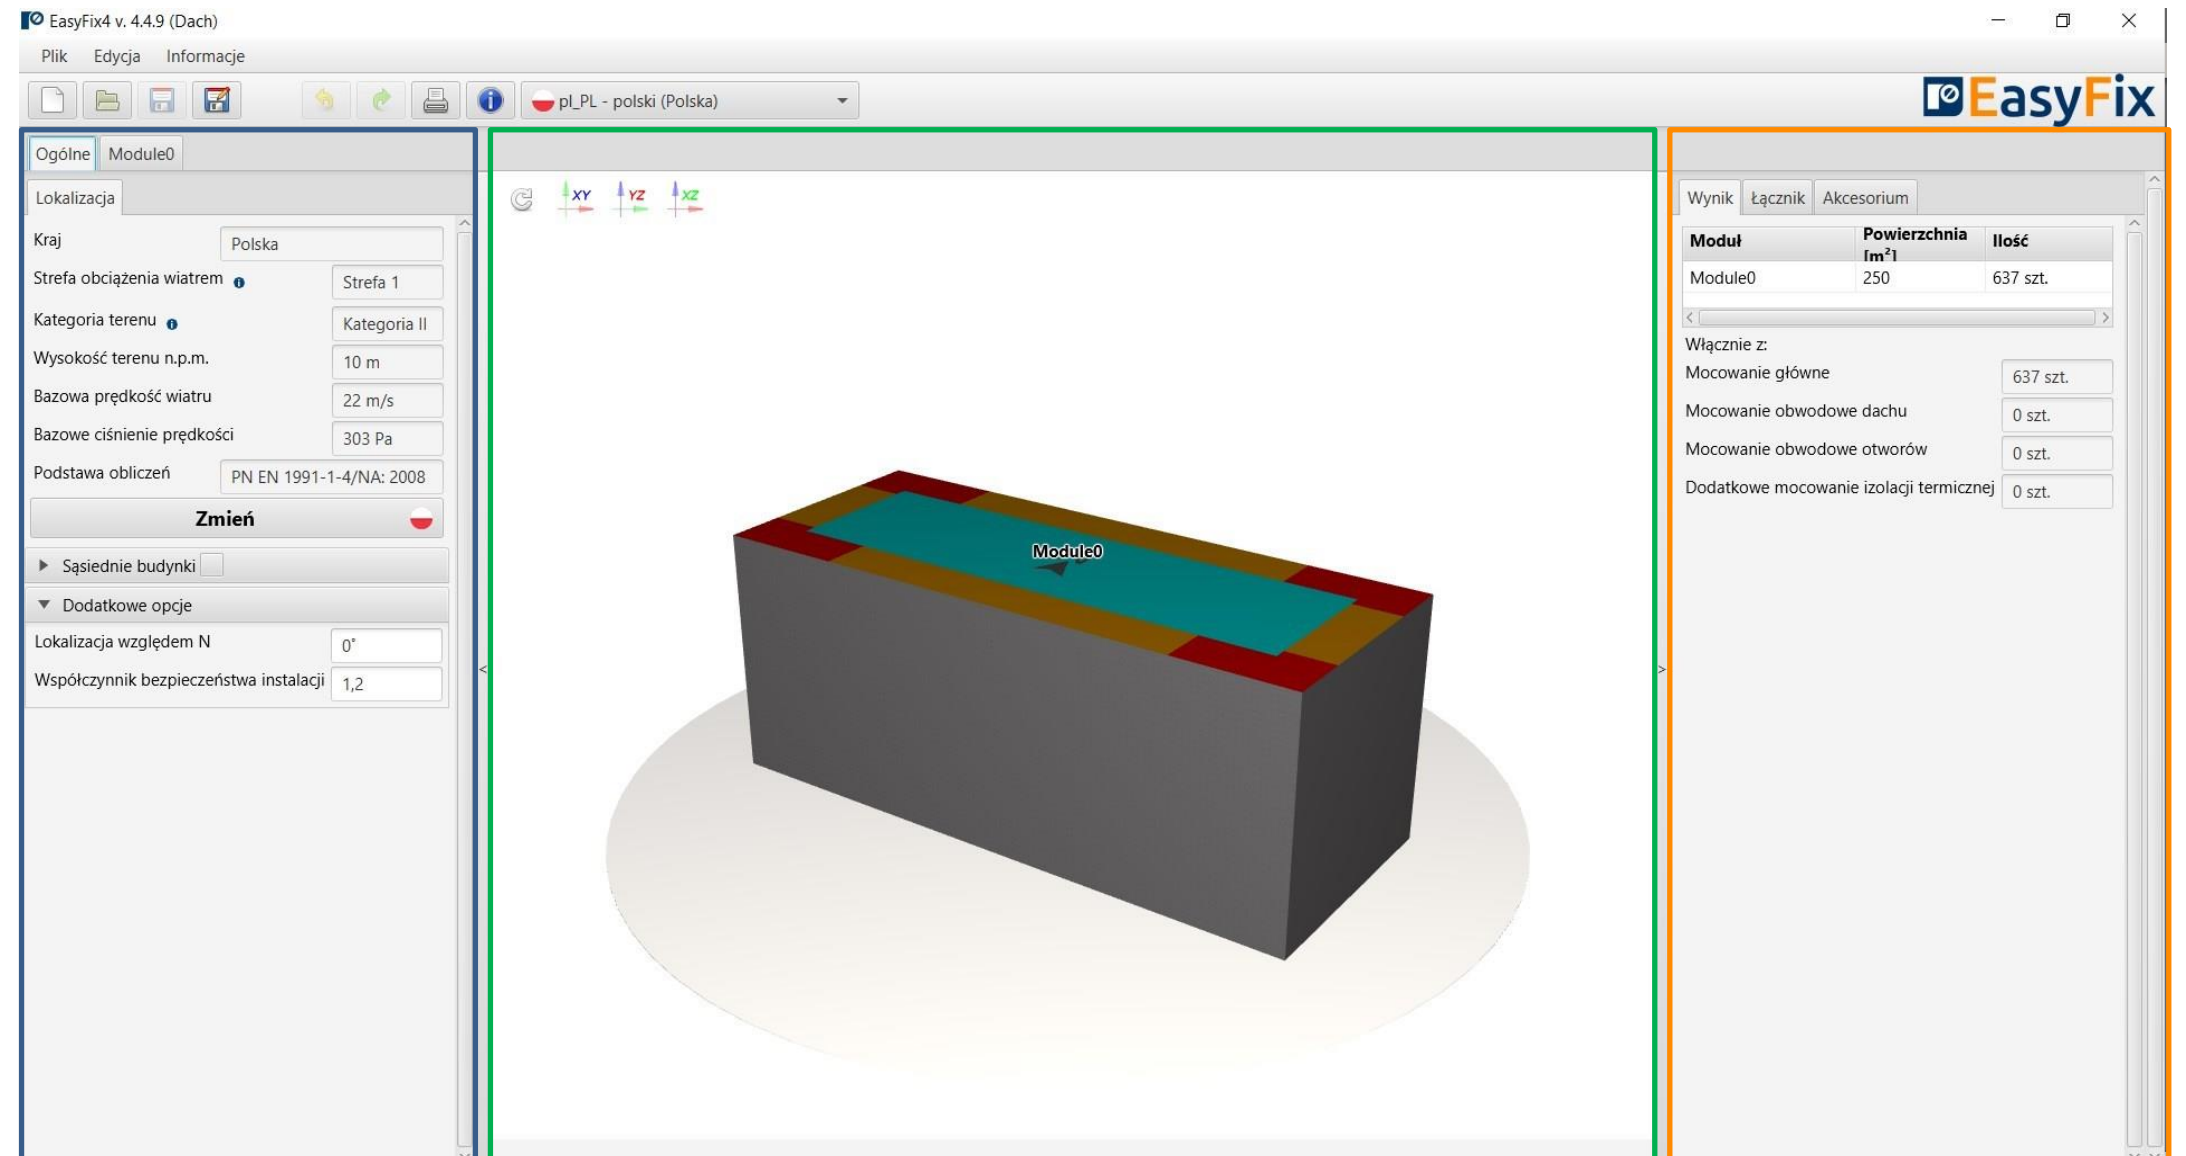 EasyFix4 v. 4.4.9 (Dach)
Plik Edycja Informacje
pl_PL - polski (Polska)
EasyFix
Ogólne Module0
Lokalizacja
Kraj Polska
Strefa obciążenia wiatrem Strefa 1
Kategoria terenu Kategoria II
Wysokość terenu n.p.m. 10 m
Bazowa prędkość wiatru 22 m/s
Bazowe ciśnienie prędkości 303 Pa
Podstawa obliczeń PN EN 1991-1-4/NA: 2008
Zmień
Sąsiednie budynki
Dodatkowe opcje
Lokalizacja względem N 0°
Współczynnik bezpieczeństwa instalacji 1,2
XY YZ XZ
Module0
Wynik Łącznik Akcesorium
Moduł Powierzchnia [m²] Ilość
Module0 250 637 szt.
Włącznie z:
Mocowanie główne 637 szt.
Mocowanie obwodowe dachu 0 szt.
Mocowanie obwodowe otworów 0 szt.
Dodatkowe mocowanie izolacji termicznej 0 szt.